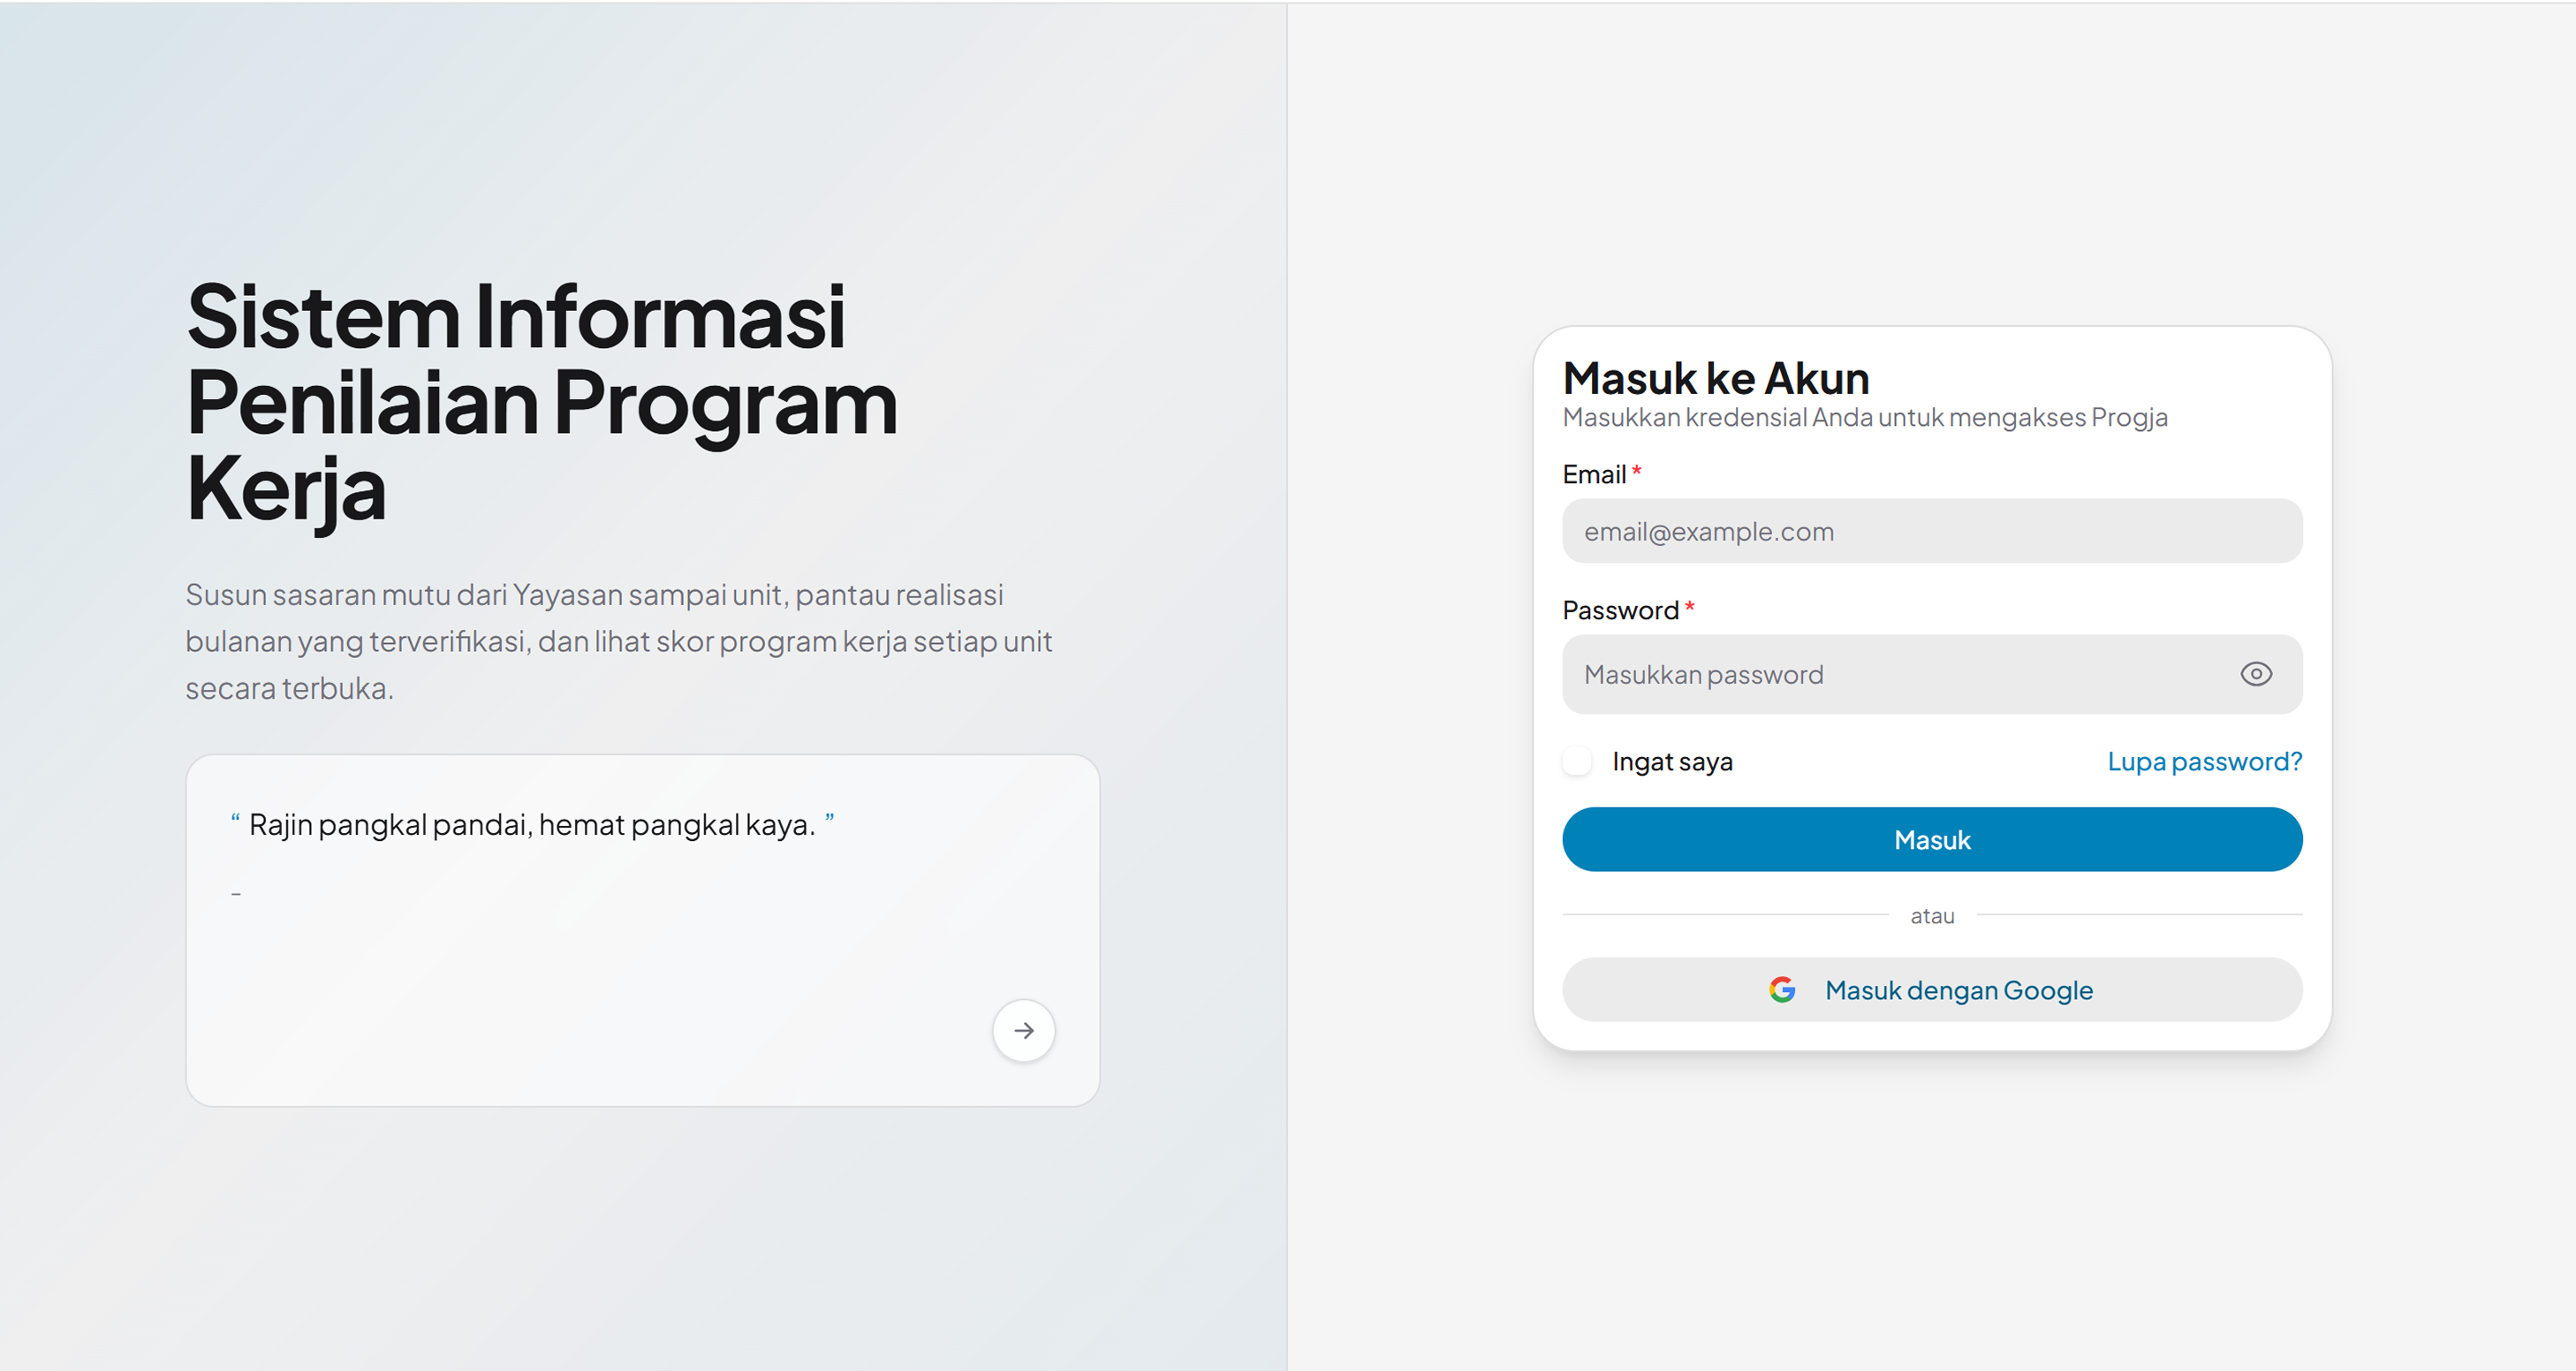 Sistem Informasi
Penilaian Program
Kerja
Susun sasaran mutu dari Yayasan sampai unit, pantau realisasi
bulanan yang terverifikasi, dan lihat skor program kerja setiap unit
secara terbuka.
“ Rajin pangkal pandai, hemat pangkal kaya. ”
-
Masuk ke Akun
Masukkan kredensial Anda untuk mengakses Progja
Email *
email@example.com
Password *
Masukkan password
Ingat saya
Lupa password?
Masuk
atau
Masuk dengan Google